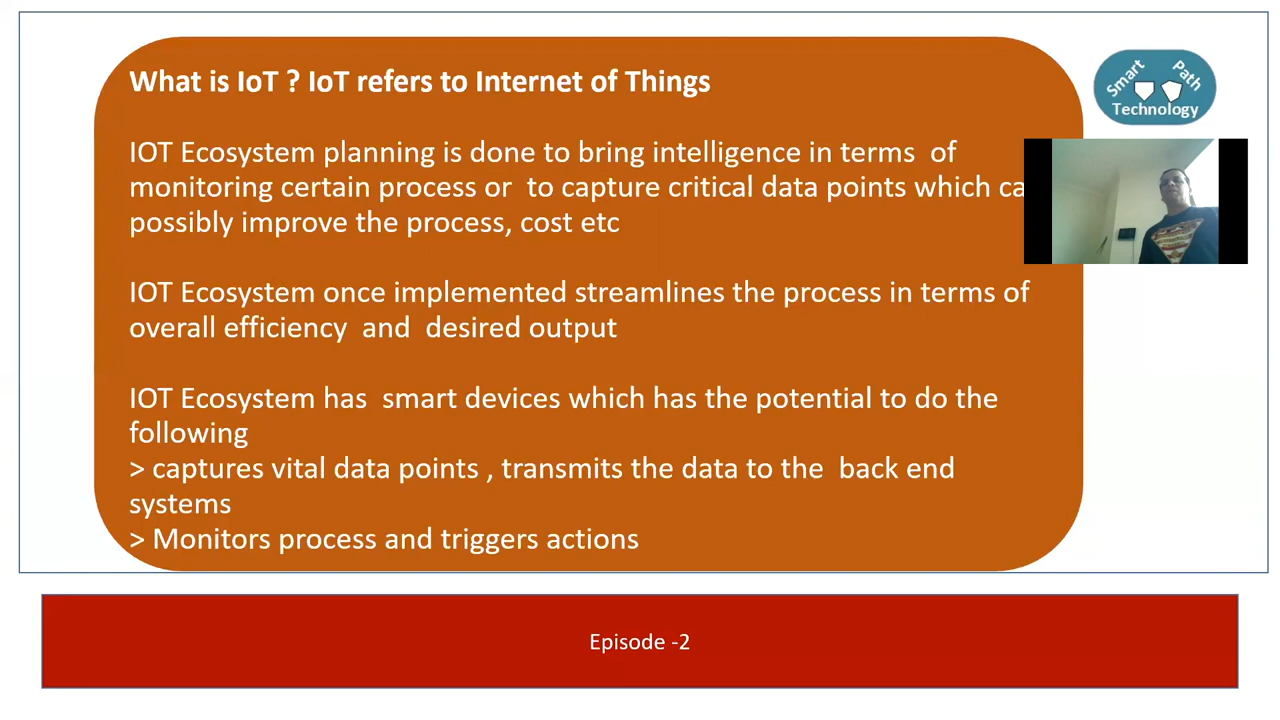 What is IoT ? IoT refers to Internet of Things
IOT Ecosystem planning is done to bring intelligence in terms of
monitoring certain process or to capture critical data points which ca
possibly improve the process, cost etc
IOT Ecosystem once implemented streamlines the process in terms of
overall efficiency and desired output
IOT Ecosystem has smart devices which has the potential to do the
following
> captures vital data points , transmits the data to the back end
systems
> Monitors process and triggers actions
Smart Path
Technology
Episode -2